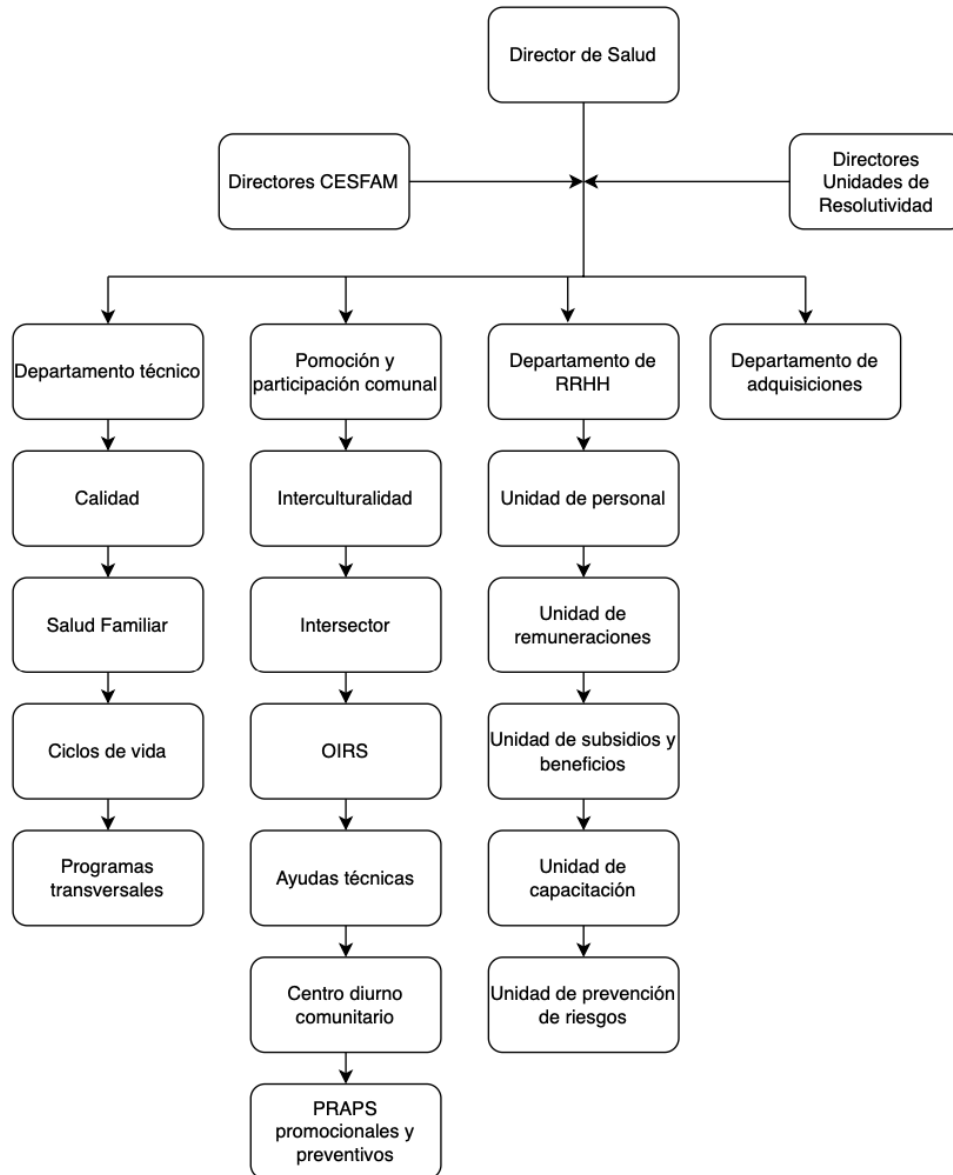 Director de Salud
Directores CESFAM
Directores
Unidades de
Resolutividad
Departamento técnico
Pomoción y
participación comunal
Departamento de
RRHH
Departamento de
adquisiciones
Calidad
Interculturalidad
Unidad de personal
Salud Familiar
Intersector
Unidad de
remuneraciones
Ciclos de vida
OIRS
Unidad de subsidios y
beneficios
Programas
transversales
Ayudas técnicas
Unidad de
capacitación
Centro diurno
comunitario
Unidad de prevención
de riesgos
PRAPS
promocionales y
preventivos